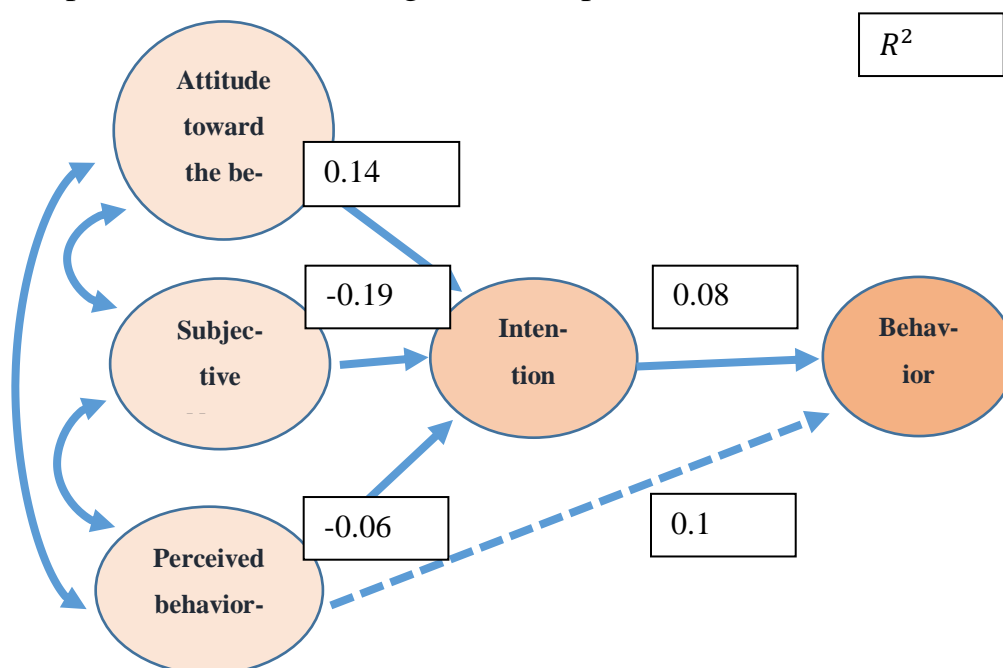 R²
Attitude
toward
the be-
0.14
Subjec-
tive
-0.19
Inten-
tion
0.08
Behav-
ior
Perceived
behavior-
-0.06
0.1